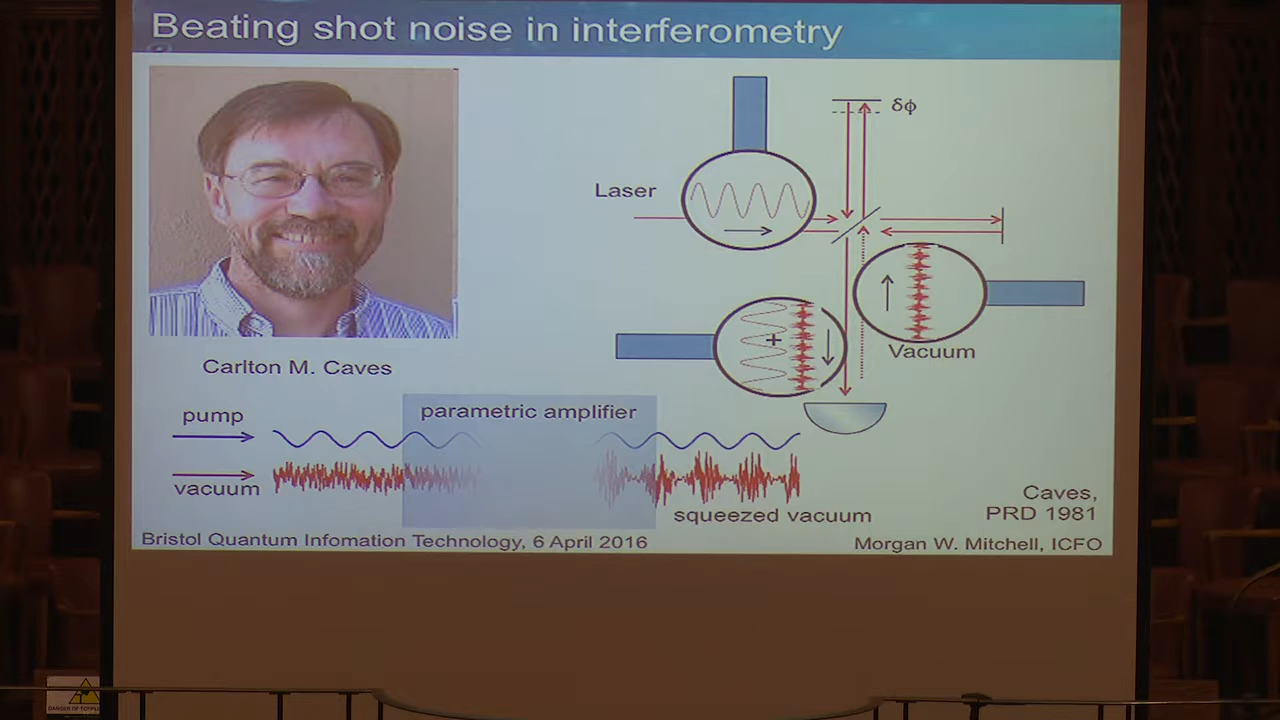 Beating shot noise in interferometry
δϕ
Laser
+
Vacuum
Carlton M. Caves
pump
parametric amplifier
vacuum
squeezed vacuum
Caves,
PRD 1981
Bristol Quantum Infomation Technology, 6 April 2016
Morgan W. Mitchell, ICFO